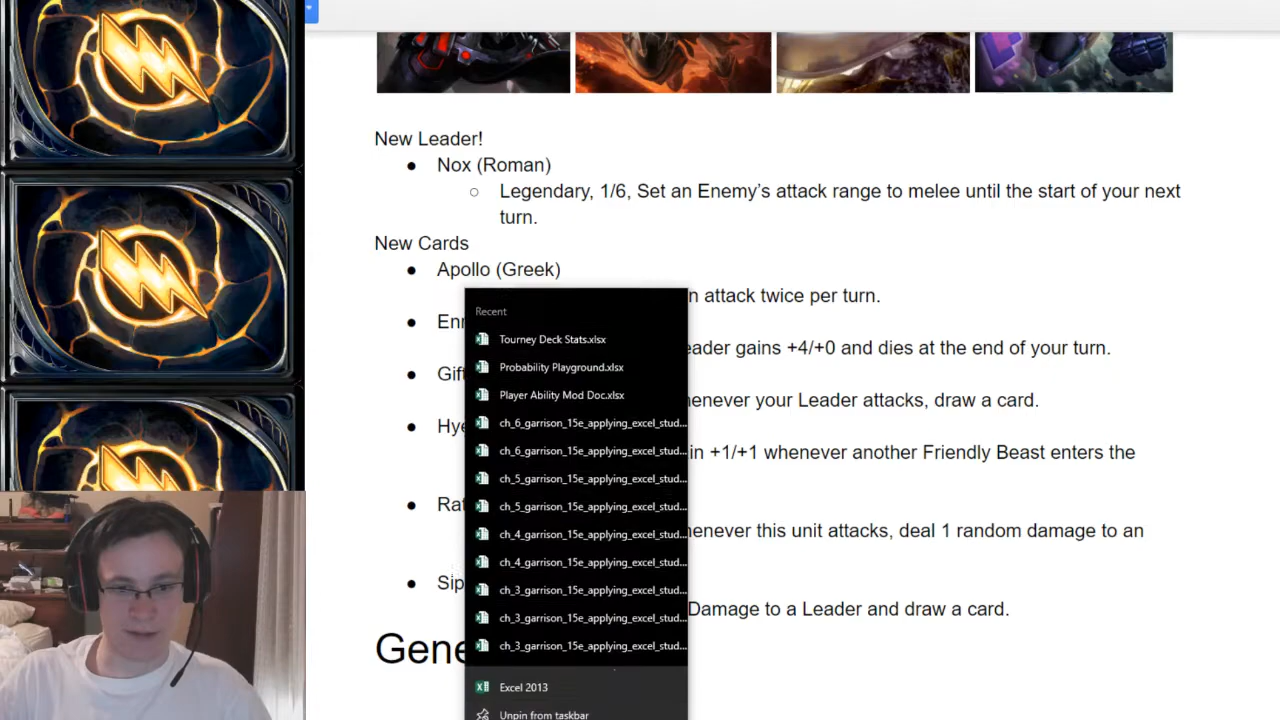 New Leader!
● Nox (Roman)
○ Legendary, 1/6, Set an Enemy’s attack range to melee until the start of your next
turn.
New Cards
● Apollo (Greek)
attack twice per turn.
●
gains +4/+0 and dies at the end of your turn.
●
your Leader attacks, draw a card.
●
+1/+1 whenever another Friendly Beast enters the
●
this unit attacks, deal 1 random damage to an
●
Damage to a Leader and draw a card.
Recent
Tourney Deck Stats.xlsx
Probability Playground.xlsx
Player Ability Mod Doc.xlsx
ch_6_garrison_15e_applying_excel_stud...
ch_6_garrison_15e_applying_excel_stud...
ch_5_garrison_15e_applying_excel_stud...
ch_5_garrison_15e_applying_excel_stud...
ch_4_garrison_15e_applying_excel_stud...
ch_4_garrison_15e_applying_excel_stud...
ch_3_garrison_15e_applying_excel_stud...
ch_3_garrison_15e_applying_excel_stud...
ch_3_garrison_15e_applying_excel_stud...
Excel 2013
Unpin from taskbar